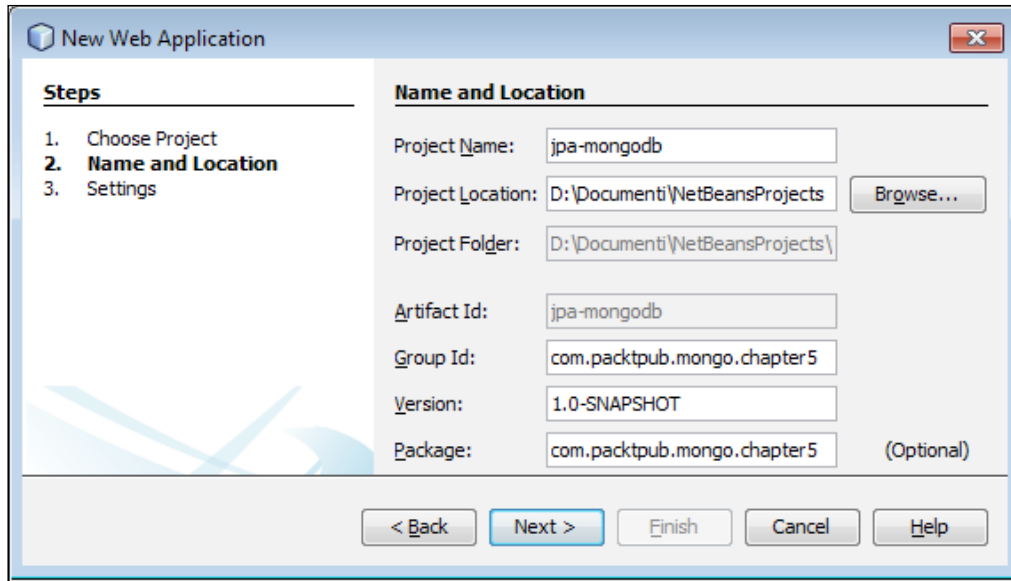 New Web Application
Steps
1. Choose Project
2. Name and Location
3. Settings
Name and Location
Project Name: jpa-mongodb
Project Location: D:\Documenti\NetBeansProjects Browse...
Project Folder: D:\Documenti\NetBeansProjects\
Artifact Id: jpa-mongodb
Group Id: com.packtpub.mongo.chapter5
Version: 1.0-SNAPSHOT
Package: com.packtpub.mongo.chapter5 (Optional)
< Back Next > Finish Cancel Help